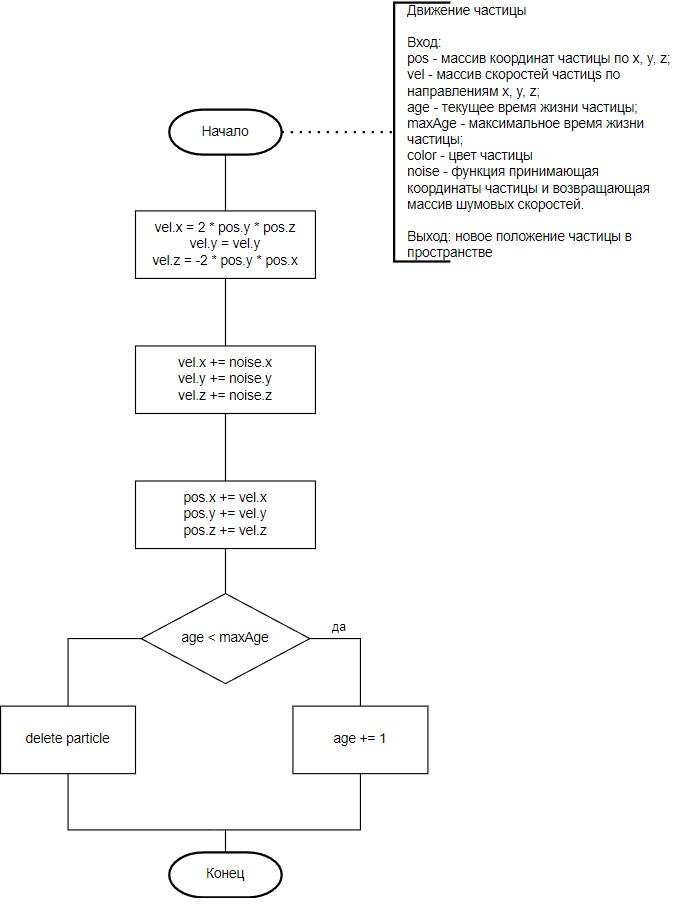 Движение частицы
Вход:
pos - массив координат частицы по x, y, z;
vel - массив скоростей частицs по
направлениям x, y, z;
age - текущее время жизни частицы;
maxAge - максимальное время жизни
частицы;
color - цвет частицы
noise - функция принимающая
координаты частицы и возвращающая
массив шумовых скоростей.
Выход: новое положение частицы в
пространстве
Начало
vel.x = 2 * pos.y * pos.z
vel.y = vel.y
vel.z = -2 * pos.y * pos.x
vel.x += noise.x
vel.y += noise.y
vel.z += noise.z
pos.x += vel.x
pos.y += vel.y
pos.z += vel.z
age < maxAge
да
delete particle
age += 1
Конец